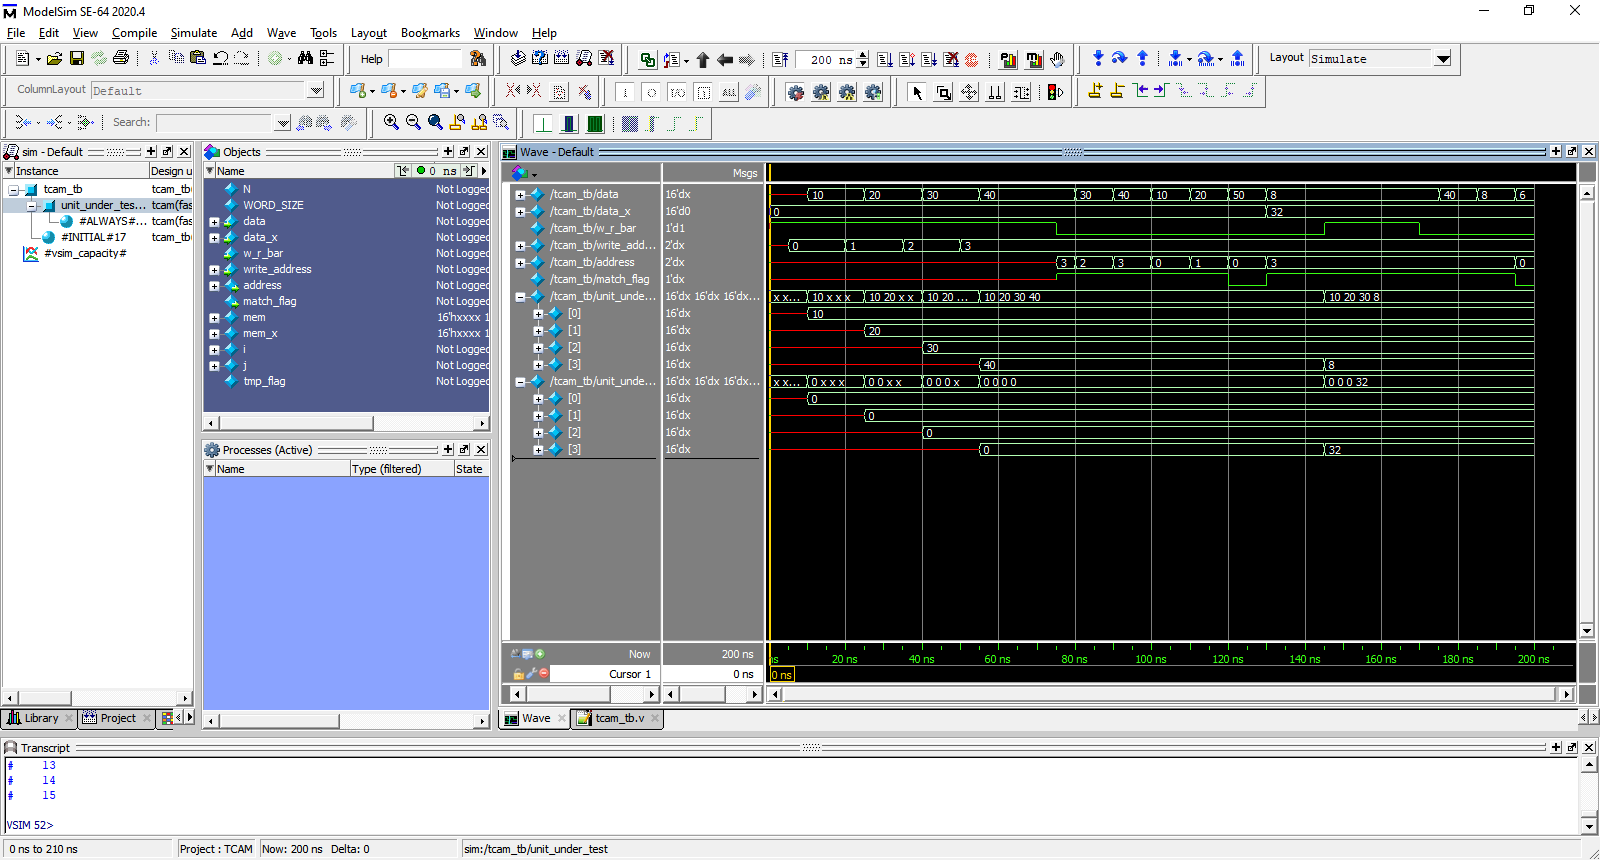 ModelSim SE-64 2020.4
File Edit View Compile Simulate Add Wave Tools Layout Bookmarks Window Help
Help
200 ns
Layout Simulate
ColumnLayout Default
I/O ALL
Search:
sim - Default
Instance Design u
tcam_tb tcam_tb
unit_under_tes... tcam(fas
#ALWAYS#... tcam(fas
#INITIAL#17 tcam_tb
#vsim_capacity#
Library Project
Objects
Name 0 ns
N Not Logged
WORD_SIZE Not Logged
data Not Logged
data_x Not Logged
w_r_bar Not Logged
write_address Not Logged
address Not Logged
match_flag Not Logged
mem 16'hxxxx 1
mem_x 16'hxxxx 1
i Not Logged
j Not Logged
tmp_flag Not Logged
Processes (Active)
Name Type (filtered) State
Wave - Default
Msgs
/tcam_tb/data 16'dx 10 20 30 40 30 40 10 20 50 8 40 8 6
/tcam_tb/data_x 16'd0 0 32
/tcam_tb/w_r_bar 1'd1
/tcam_tb/write_add... 2'dx 0 1 2 3
/tcam_tb/address 2'dx 3 2 3 0 1 0 3 0
/tcam_tb/match_flag 1'dx
/tcam_tb/unit_unde... 16'dx 16'dx 16'dx... x x... 10 x x x 10 20 x x 10 20 ... 10 20 30 40 10 20 30 8
[0] 16'dx 10
[1] 16'dx 20
[2] 16'dx 30
[3] 16'dx 40 8
/tcam_tb/unit_unde... 16'dx 16'dx 16'dx... x x... 0 x x x 0 0 x x 0 0 0 x 0 0 0 0 0 0 0 32
[0] 16'dx 0
[1] 16'dx 0
[2] 16'dx 0
[3] 16'dx 0 32
Now 200 ns ns 20 ns 40 ns 60 ns 80 ns 100 ns 120 ns 140 ns 160 ns 180 ns 200 ns
Cursor 1 0 ns 0 ns
Wave tcam_tb.v
Transcript
# 13
# 14
# 15
VSIM 52>
0 ns to 210 ns Project : TCAM Now: 200 ns Delta: 0 sim:/tcam_tb/unit_under_test